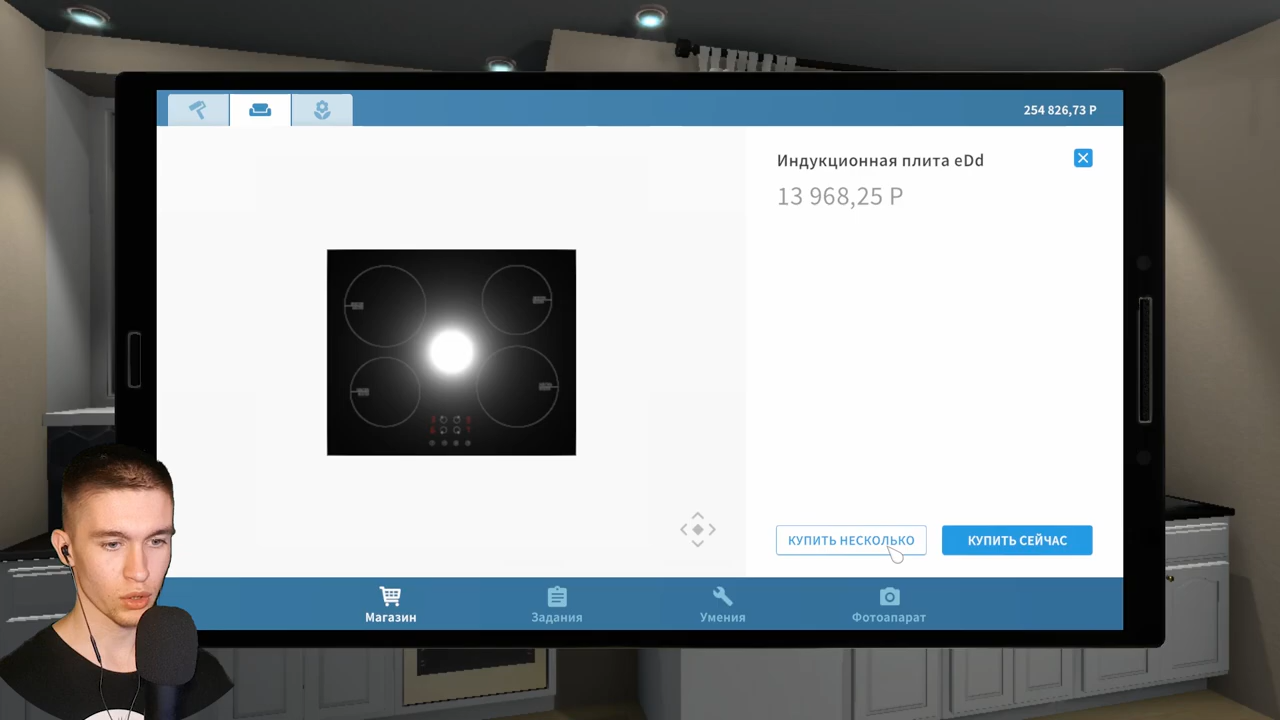 254 826,73 Р
Индукционная плита eDd
13 968,25 Р
КУПИТЬ НЕСКОЛЬКО
КУПИТЬ СЕЙЧАС
Магазин
Задания
Умения
Фотоапарат